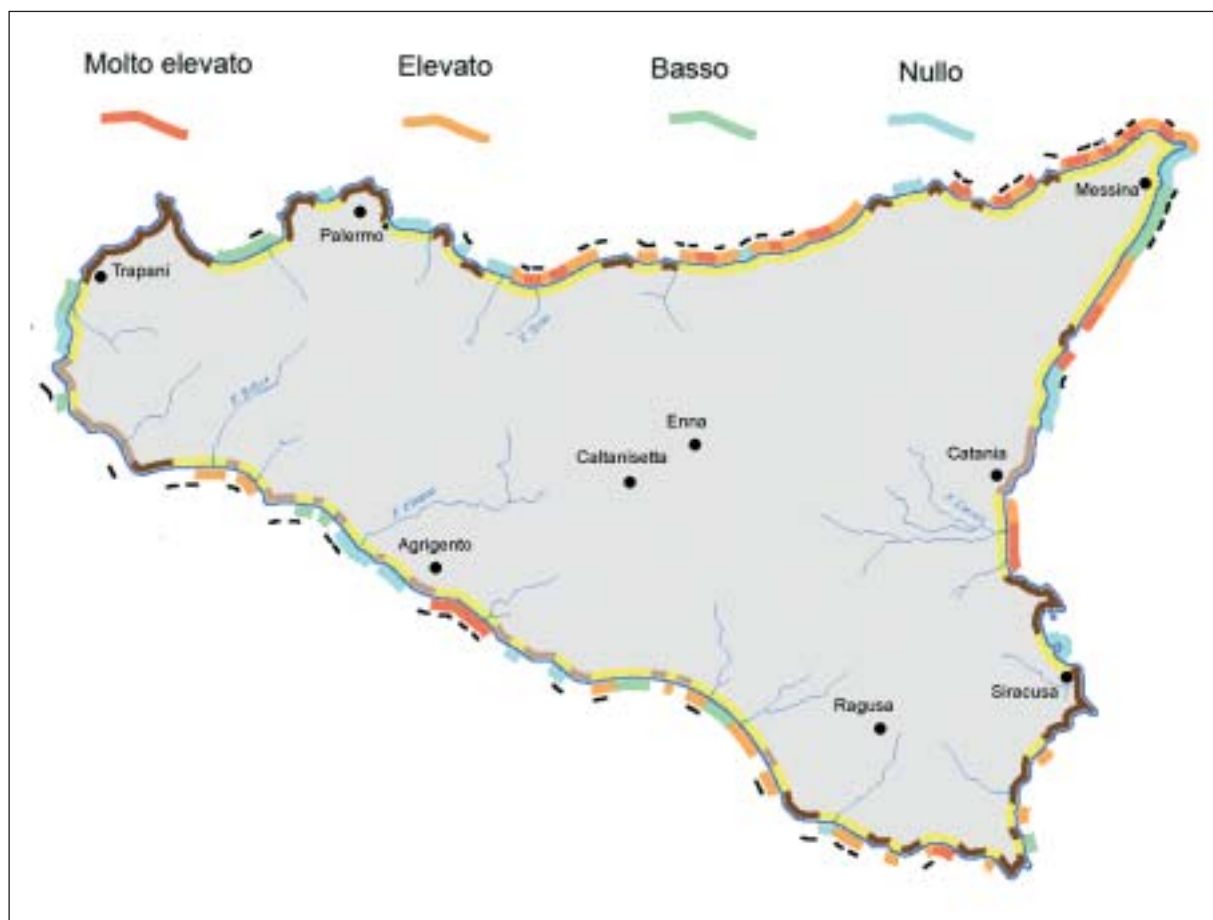 Molto elevato
Elevato
Basso
Nullo
Messina
Palermo
Trapani
Enna
Caltanisetta
Catania
Agrigento
Siracusa
Ragusa